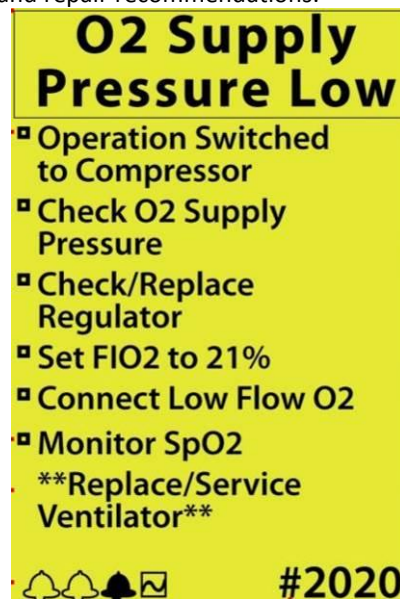 and repair recommendations.
O2 Supply
Pressure Low
Operation Switched
to Compressor
Check O2 Supply
Pressure
Check/Replace
Regulator
Set FIO2 to 21%
Connect Low Flow O2
Monitor SpO2
**Replace/Service
Ventilator**
#2020